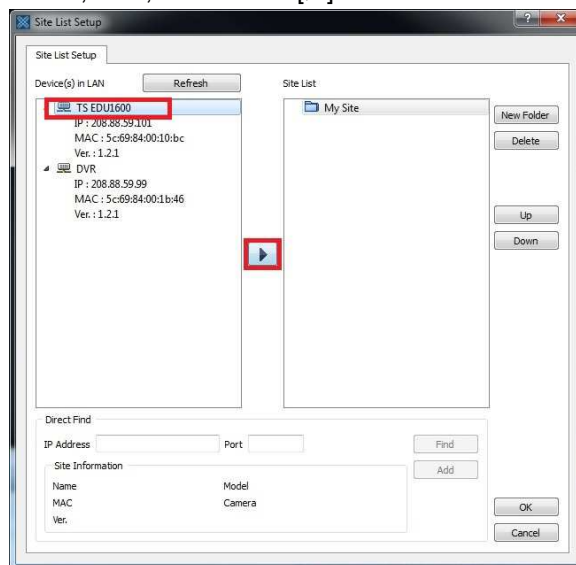 Site List Setup
Site List Setup
Device(s) in LAN
Refresh
Site List
TS EDU1600
IP : 208.88.59.101
MAC : 5c:69:84:00:10:bc
Ver. : 1.2.1
DVR
IP : 208.88.59.99
MAC : 5c:69:84:00:1b:46
Ver. : 1.2.1
My Site
New Folder
Delete
Up
Down
Direct Find
IP Address
Port
Find
Site Information
Add
Name
Model
MAC
Camera
Ver.
OK
Cancel